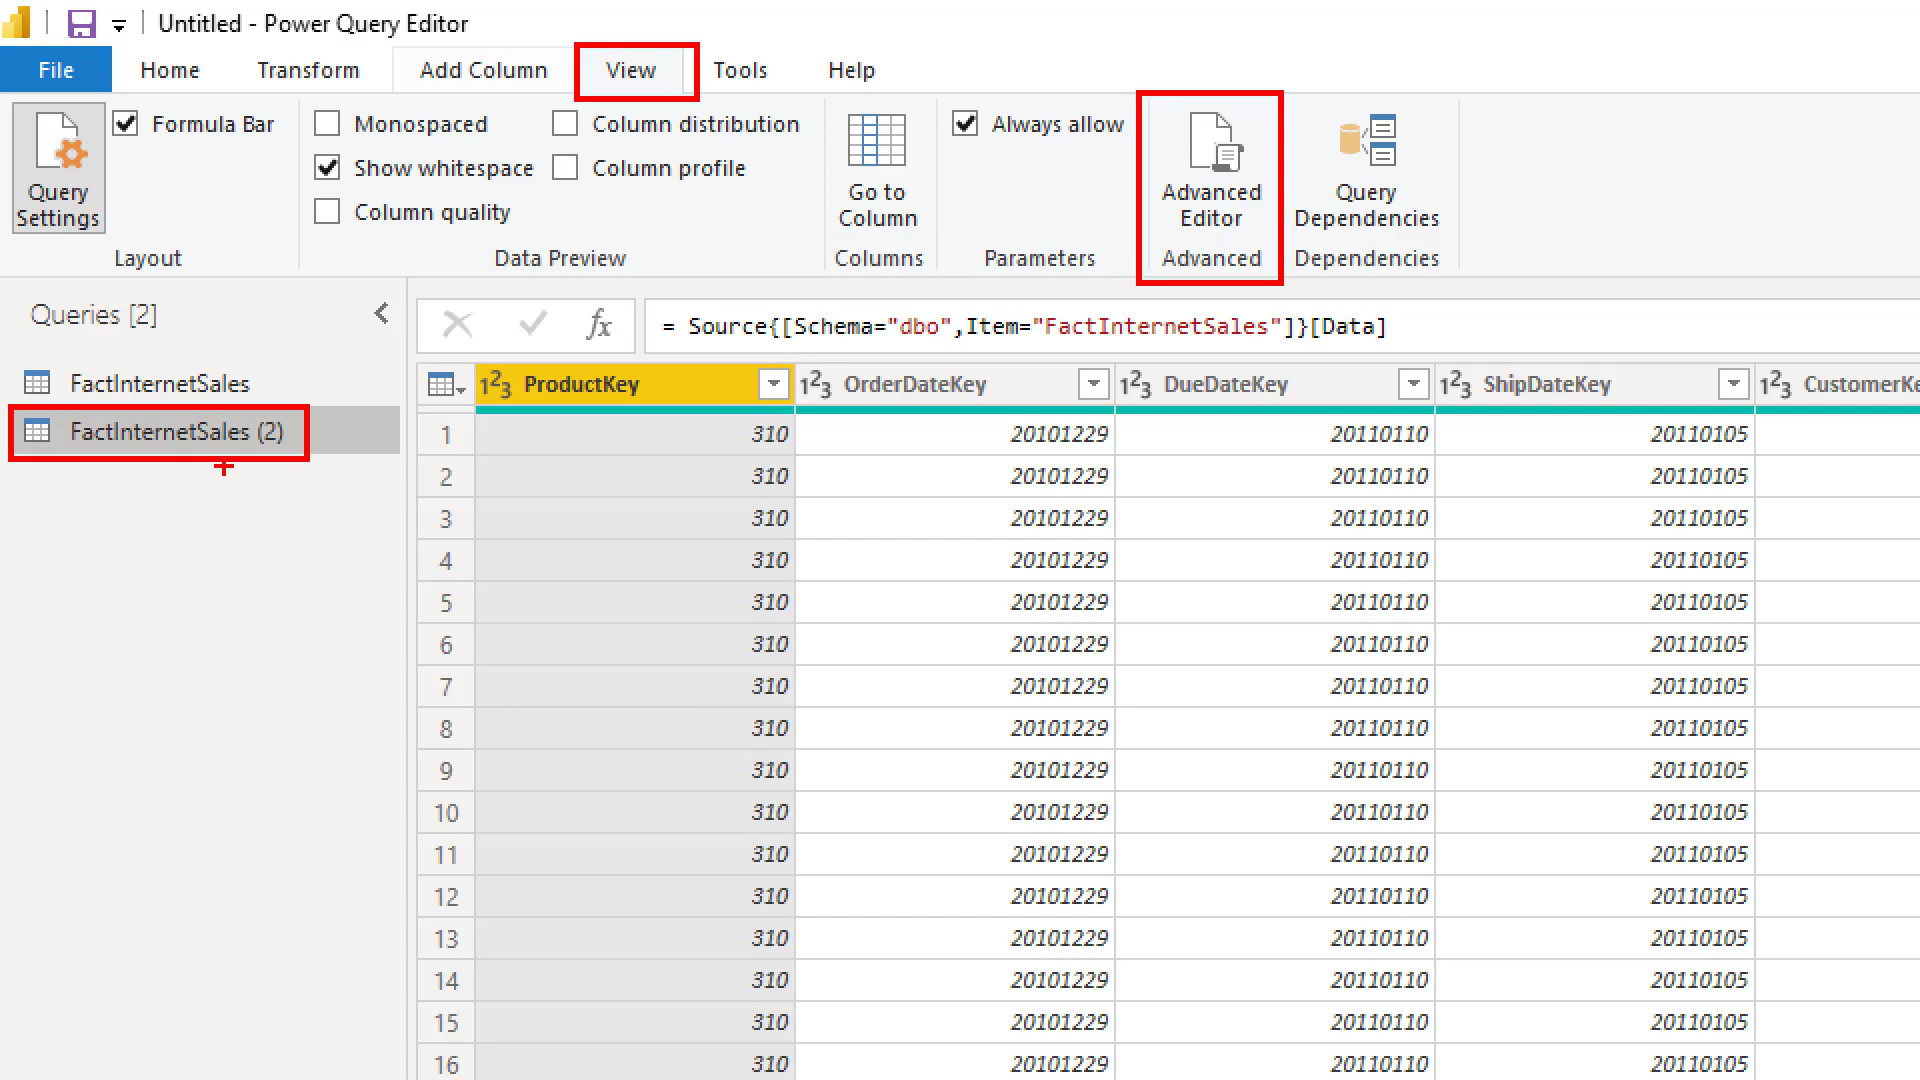 Untitled - Power Query Editor
File Home Transform Add Column View Tools Help
Query Settings
Formula Bar
Layout
Monospaced
Show whitespace
Column quality
Column distribution
Column profile
Data Preview
Go to Column
Columns
Always allow
Parameters
Advanced Editor
Advanced
Query Dependencies
Dependencies
Queries [2]
FactInternetSales
FactInternetSales (2)
fx = Source{[Schema="dbo",Item="FactInternetSales"]}[Data]
1²3 ProductKey 1²3 OrderDateKey 1²3 DueDateKey 1²3 ShipDateKey 1²3 CustomerKe
1 310 20101229 20110110 20110105
2 310 20101229 20110110 20110105
3 310 20101229 20110110 20110105
4 310 20101229 20110110 20110105
5 310 20101229 20110110 20110105
6 310 20101229 20110110 20110105
7 310 20101229 20110110 20110105
8 310 20101229 20110110 20110105
9 310 20101229 20110110 20110105
10 310 20101229 20110110 20110105
11 310 20101229 20110110 20110105
12 310 20101229 20110110 20110105
13 310 20101229 20110110 20110105
14 310 20101229 20110110 20110105
15 310 20101229 20110110 20110105
16 310 20101229 20110110 20110105